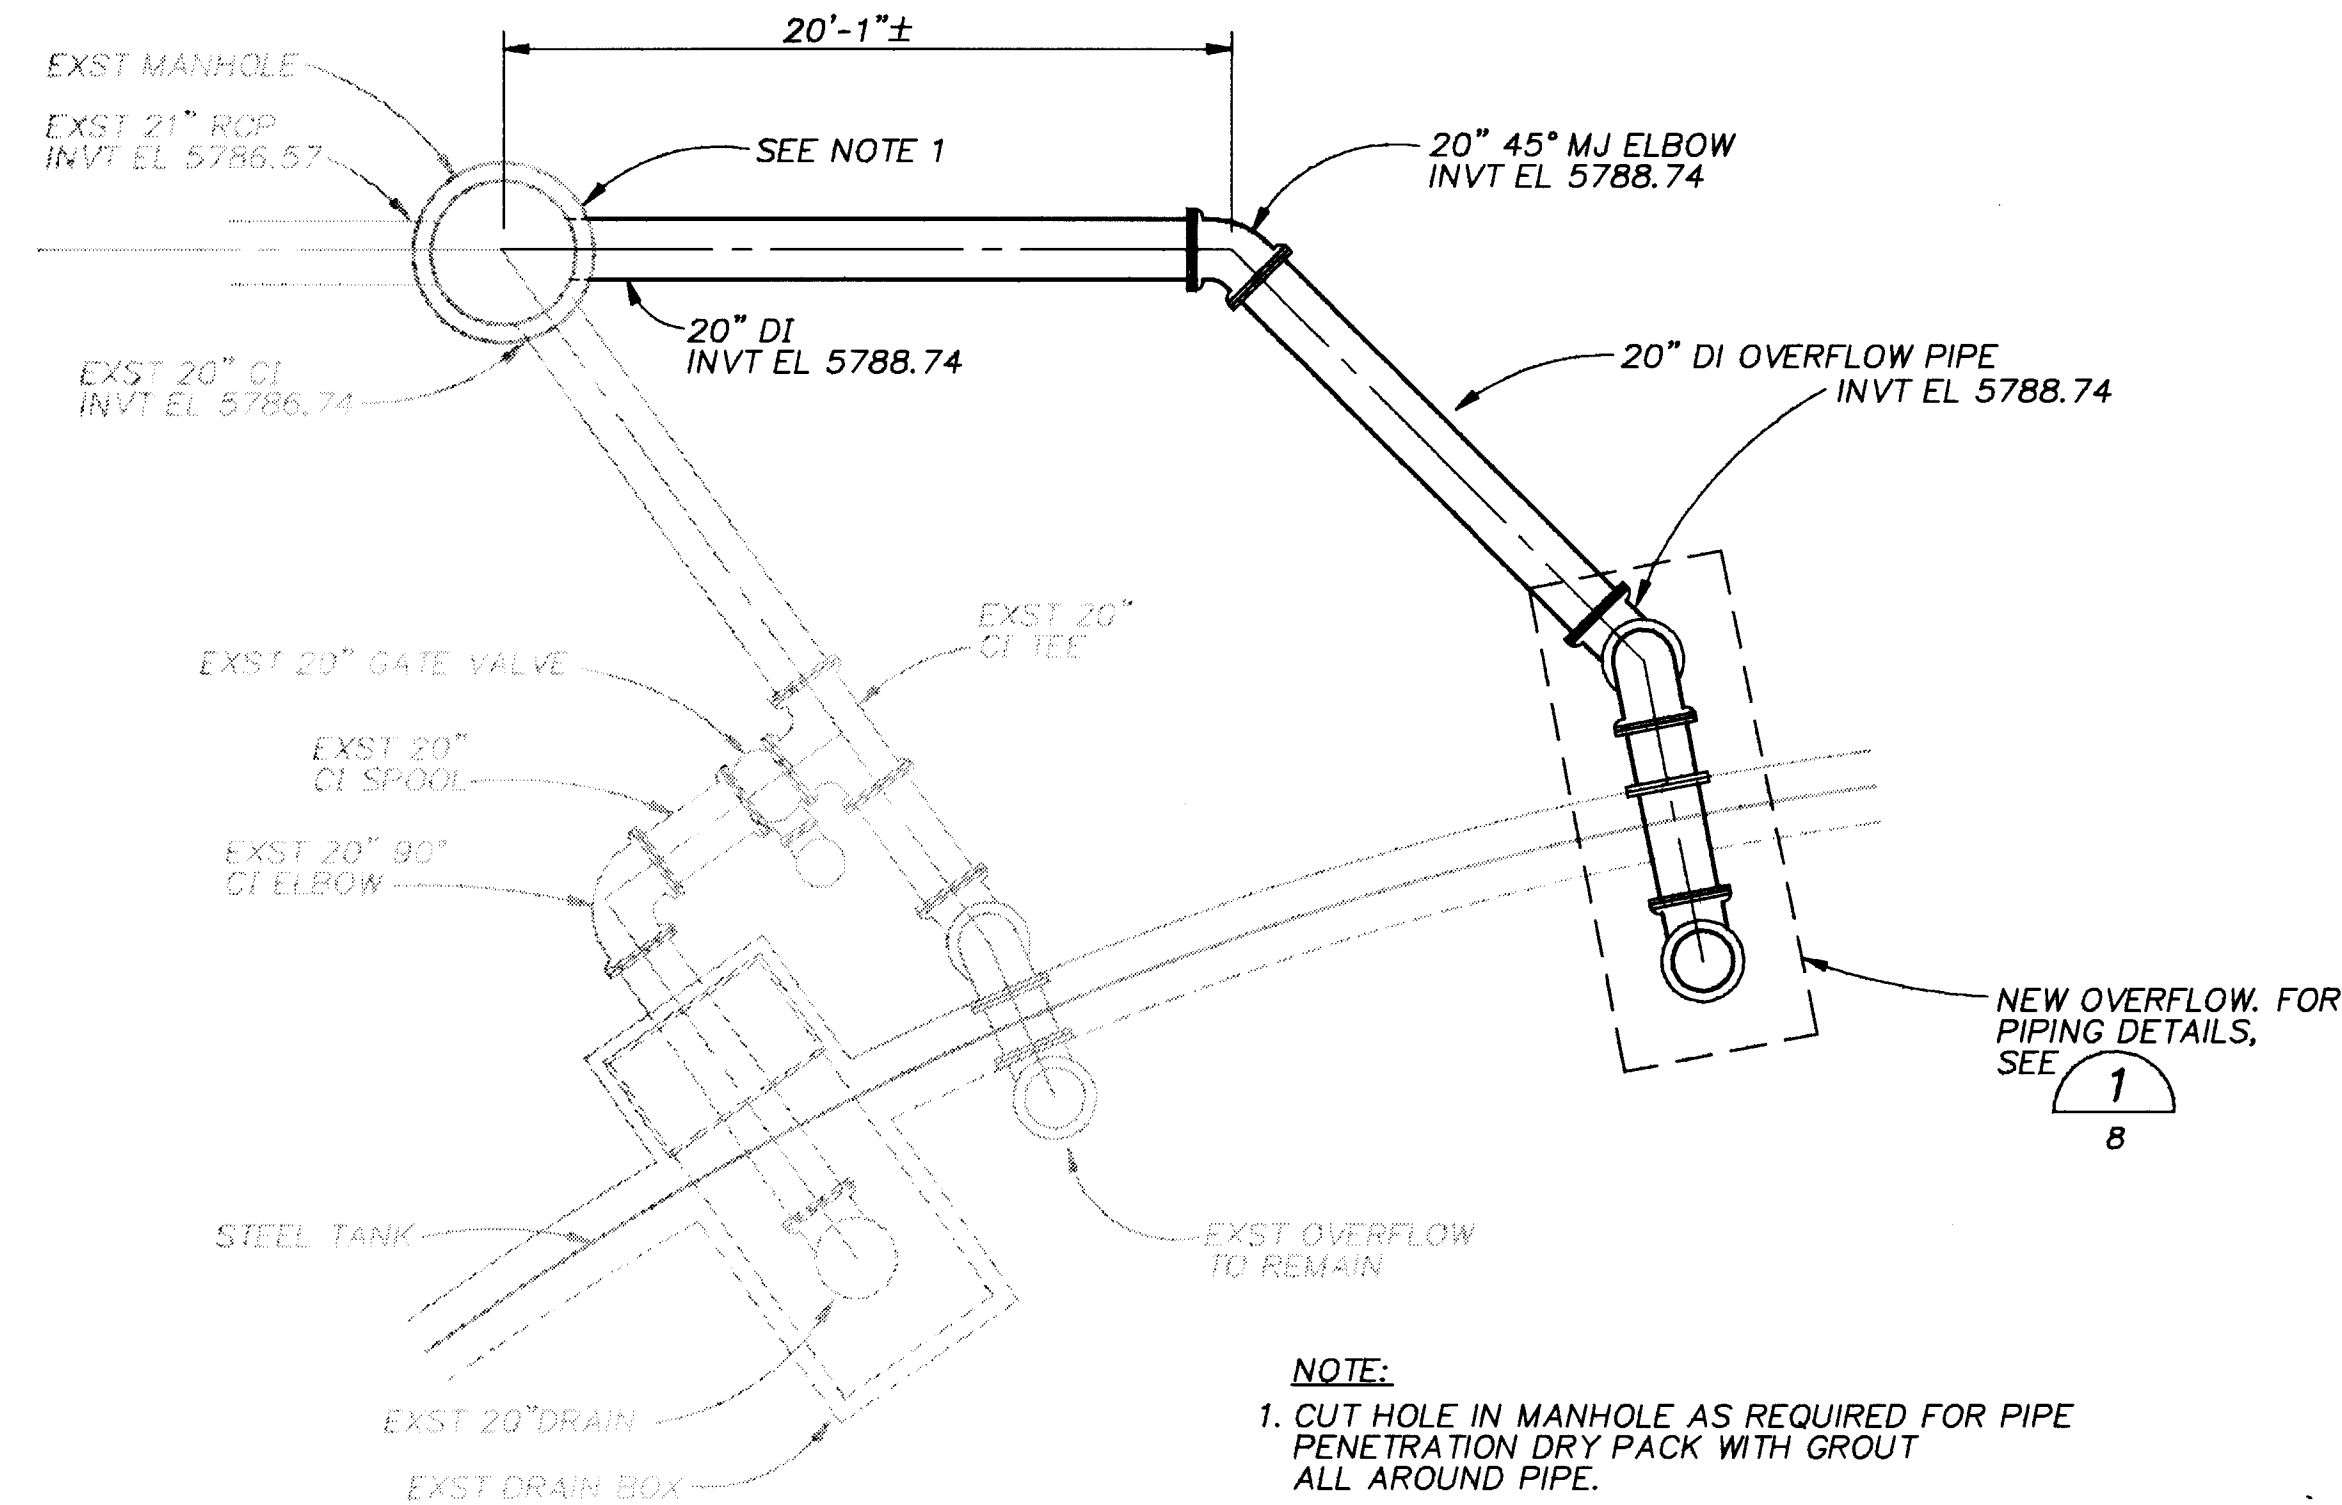 20'-1"±
EXST MANHOLE
EXST 21" RCP
INVT EL 5786.57
SEE NOTE 1
20" 45° MJ ELBOW
INVT EL 5788.74
20" DI
INVT EL 5788.74
20" DI OVERFLOW PIPE
INVT EL 5788.74
EXST 20" CI
INVT EL 5786.74
EXST 20"
CI TEE
EXST 20" GATE VALVE
EXST 20"
CI SPOOL
EXST 20" 90°
CI ELBOW
NEW OVERFLOW. FOR
PIPING DETAILS,
SEE
1
8
STEEL TANK
EXST OVERFLOW
TO REMAIN
EXST 20"DRAIN
EXST DRAIN BOX
NOTE:
1. CUT HOLE IN MANHOLE AS REQUIRED FOR PIPE
PENETRATION DRY PACK WITH GROUT
ALL AROUND PIPE.